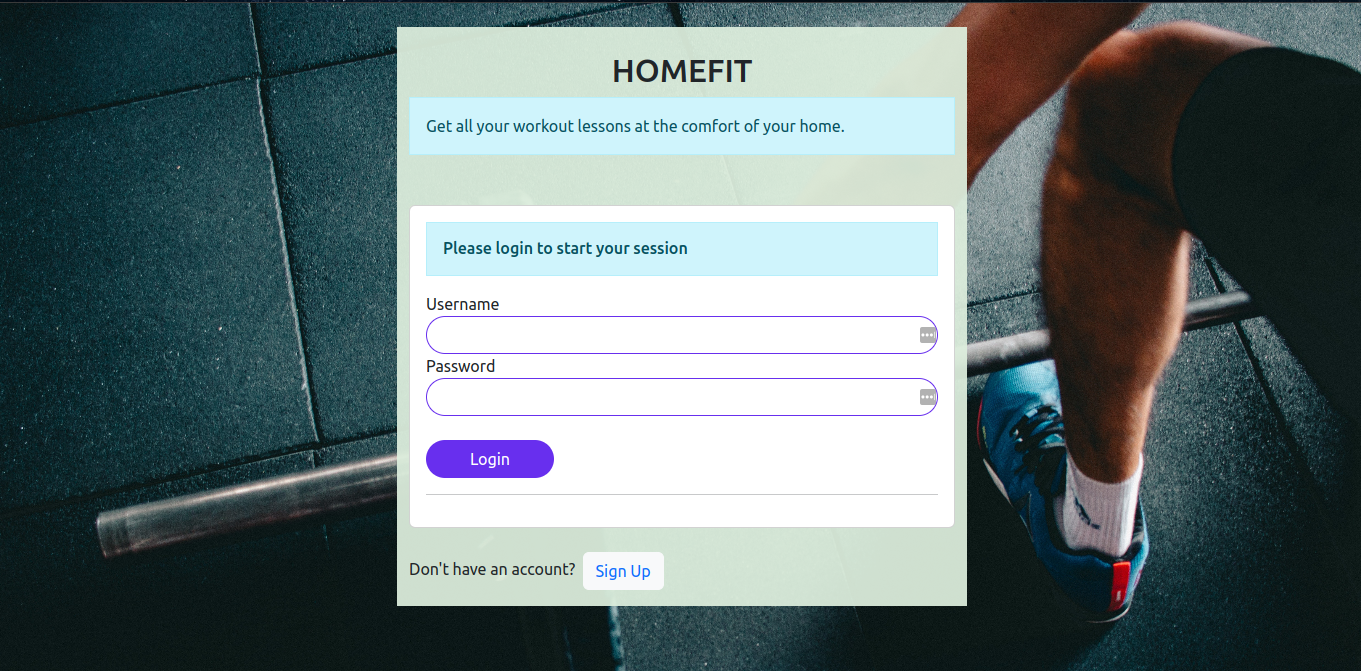 HOMEFIT
Get all your workout lessons at the comfort of your home.
Please login to start your session
Username
Password
Login
Don't have an account? Sign Up